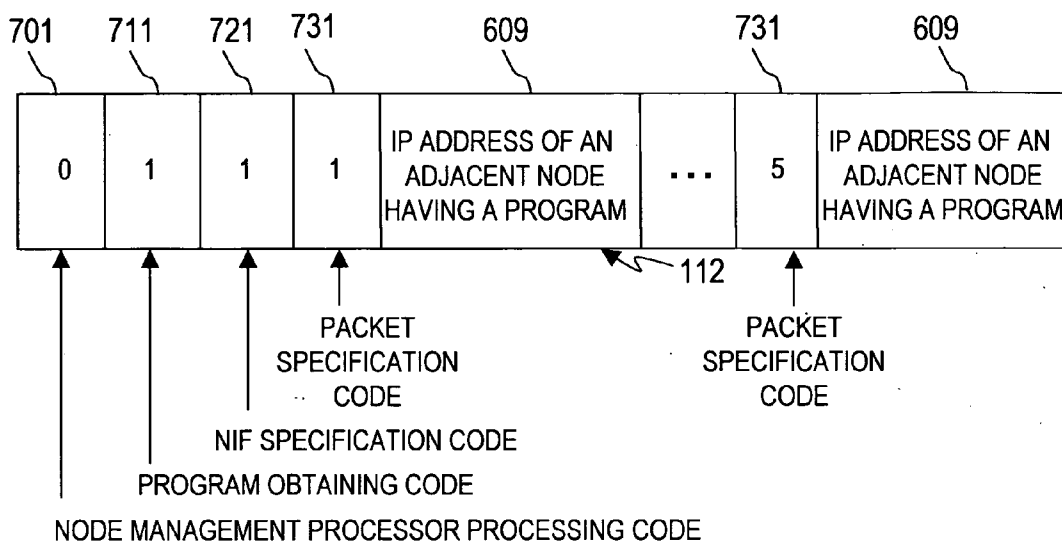 701 711 721 731 609 731 609
0 1 1 1 IP ADDRESS OF AN ADJACENT NODE HAVING A PROGRAM ... 5 IP ADDRESS OF AN ADJACENT NODE HAVING A PROGRAM
112
PACKET
SPECIFICATION
CODE
PACKET
SPECIFICATION
CODE
NIF SPECIFICATION CODE
PROGRAM OBTAINING CODE
NODE MANAGEMENT PROCESSOR PROCESSING CODE